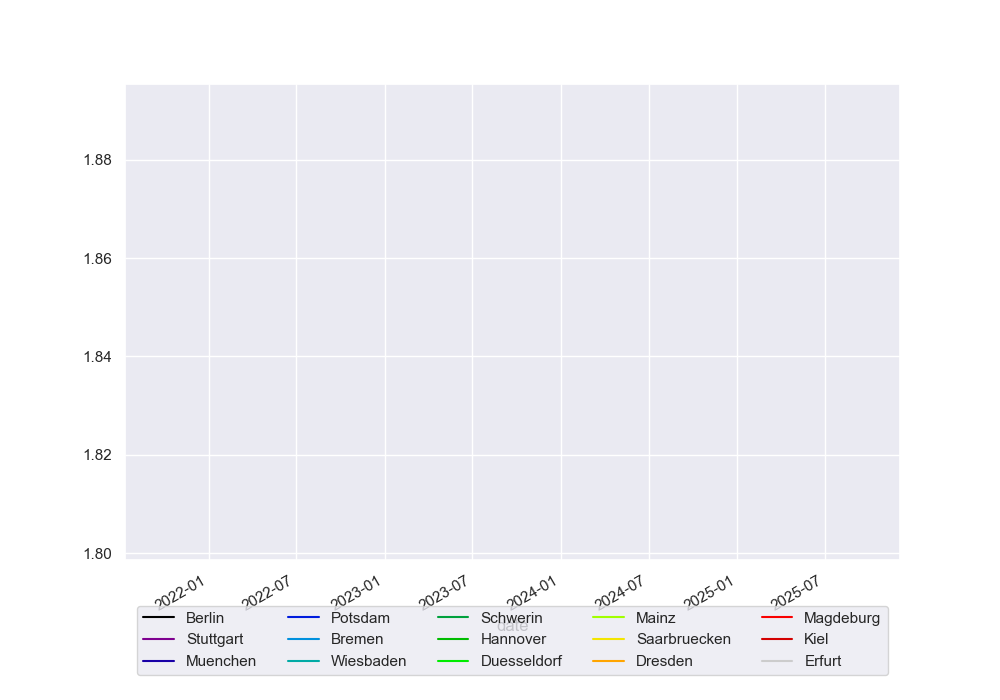 1.88
1.86
1.84
1.82
1.80
2022-01 2022-07 2023-01 2023-07 2024-01 2024-07 2025-01 2025-07
date
Berlin Potsdam Schwerin Mainz Magdeburg
Stuttgart Bremen Hannover Saarbruecken Kiel
Muenchen Wiesbaden Duesseldorf Dresden Erfurt